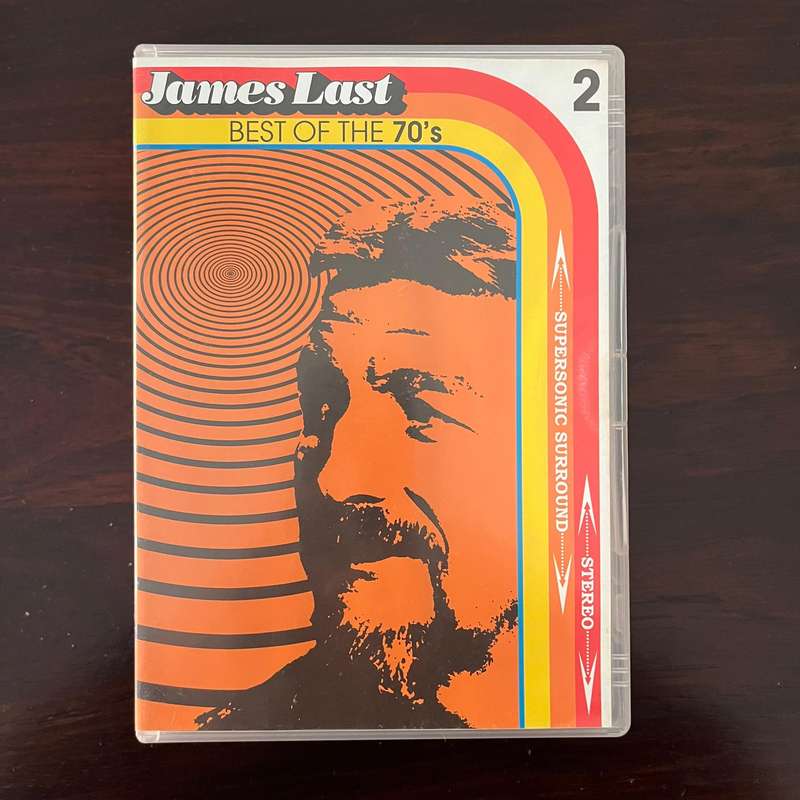 James Last
2
BEST OF THE 70's
SUPERSONIC SURROUND
STEREO